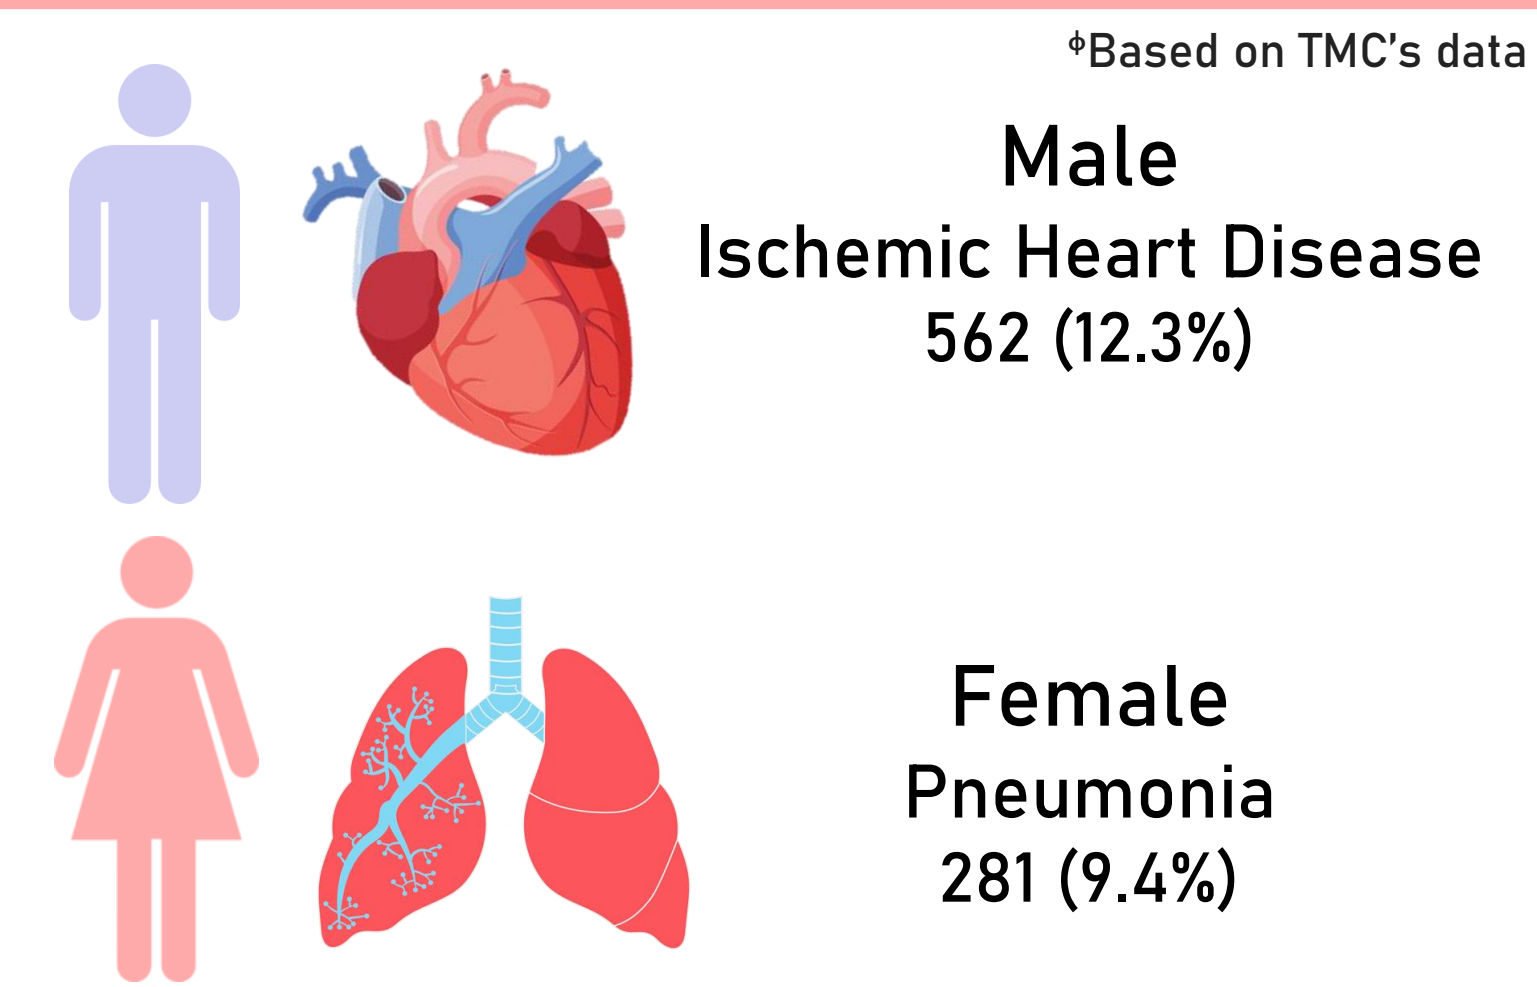 ᶲBased on TMC's data
Male
Ischemic Heart Disease
562 (12.3%)
Female
Pneumonia
281 (9.4%)